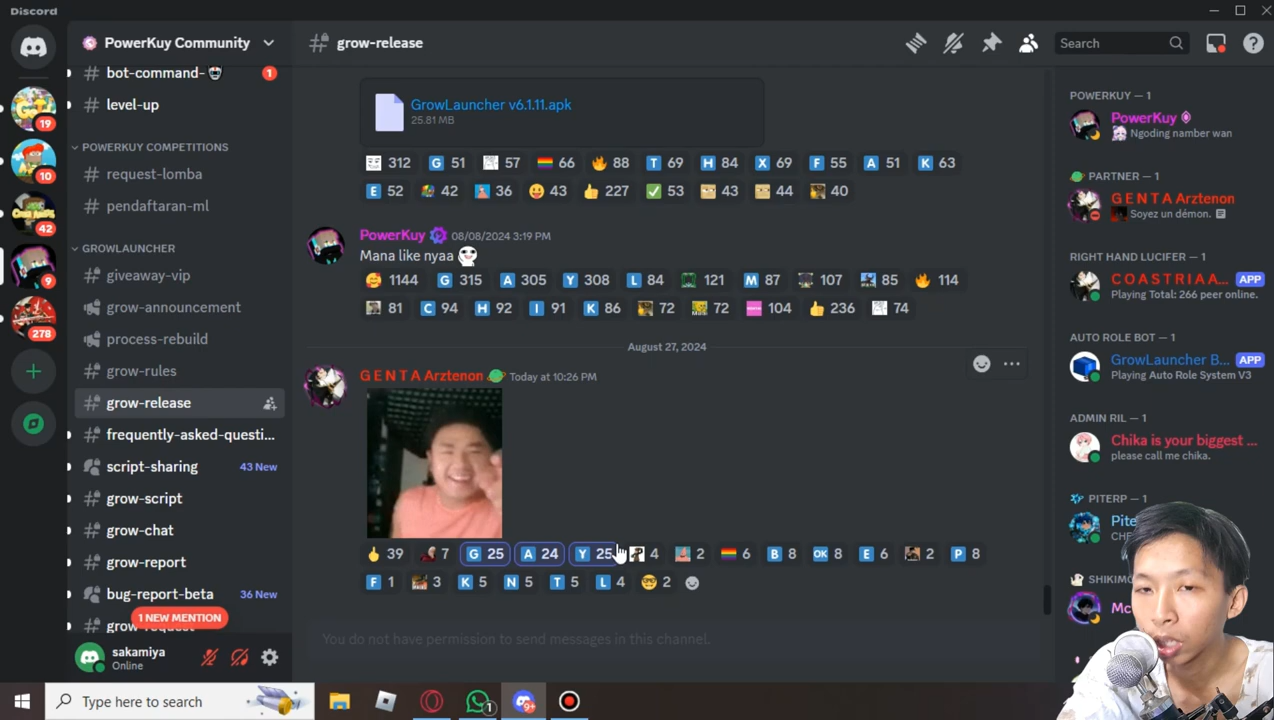 Discord
PowerKuy Community
bot-command-
1
level-up
POWERKUY COMPETITIONS
request-lomba
pendaftaran-ml
GROWLAUNCHER
giveaway-vip
grow-announcement
process-rebuild
grow-rules
grow-release
frequently-asked-questi...
script-sharing
43 New
grow-script
grow-chat
grow-report
bug-report-beta
36 New
1 NEW MENTION
sakamiya
Online
19
10
42
9
278
grow-release
Search
GrowLauncher v6.1.11.apk
25.81 MB
312 G 51 57 66 88 T 69 H 84 X 69 F 55 A 51 K 63
E 52 42 36 43 227 53 43 44 40
PowerKuy 08/08/2024 3:19 PM
Mana like nyaa
1144 G 315 A 305 Y 308 L 84 121 M 87 107 85 114
81 C 94 H 92 I 91 K 86 72 72 104 236 74
August 27, 2024
G E N T A Arztenon Today at 10:26 PM
39 7 G 25 A 24 Y 25 4 2 6 B 8 OK 8 E 6 2 P 8
F 1 3 K 5 N 5 T 5 L 4 2
You do not have permission to send messages in this channel.
POWERKUY — 1
PowerKuy
Ngoding namber wan
PARTNER — 1
G E N T A Arztenon
Soyez un démon.
RIGHT HAND LUCIFER — 1
C O A S T R I A A... APP
Playing Total: 266 peer online.
AUTO ROLE BOT — 1
GrowLauncher B... APP
Playing Auto Role System V3
ADMIN RIL — 1
Chika is your biggest ...
please call me chika.
PITERP — 1
Type here to search
1
9+